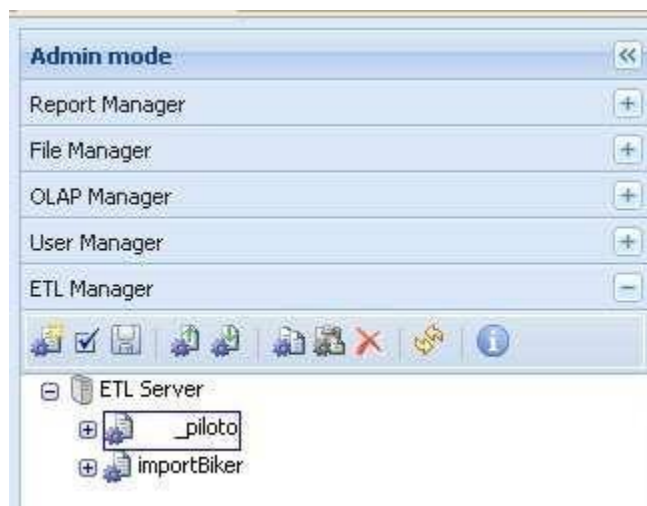 Admin mode
Report Manager
File Manager
OLAP Manager
User Manager
ETL Manager
ETL Server
_piloto
importBiker